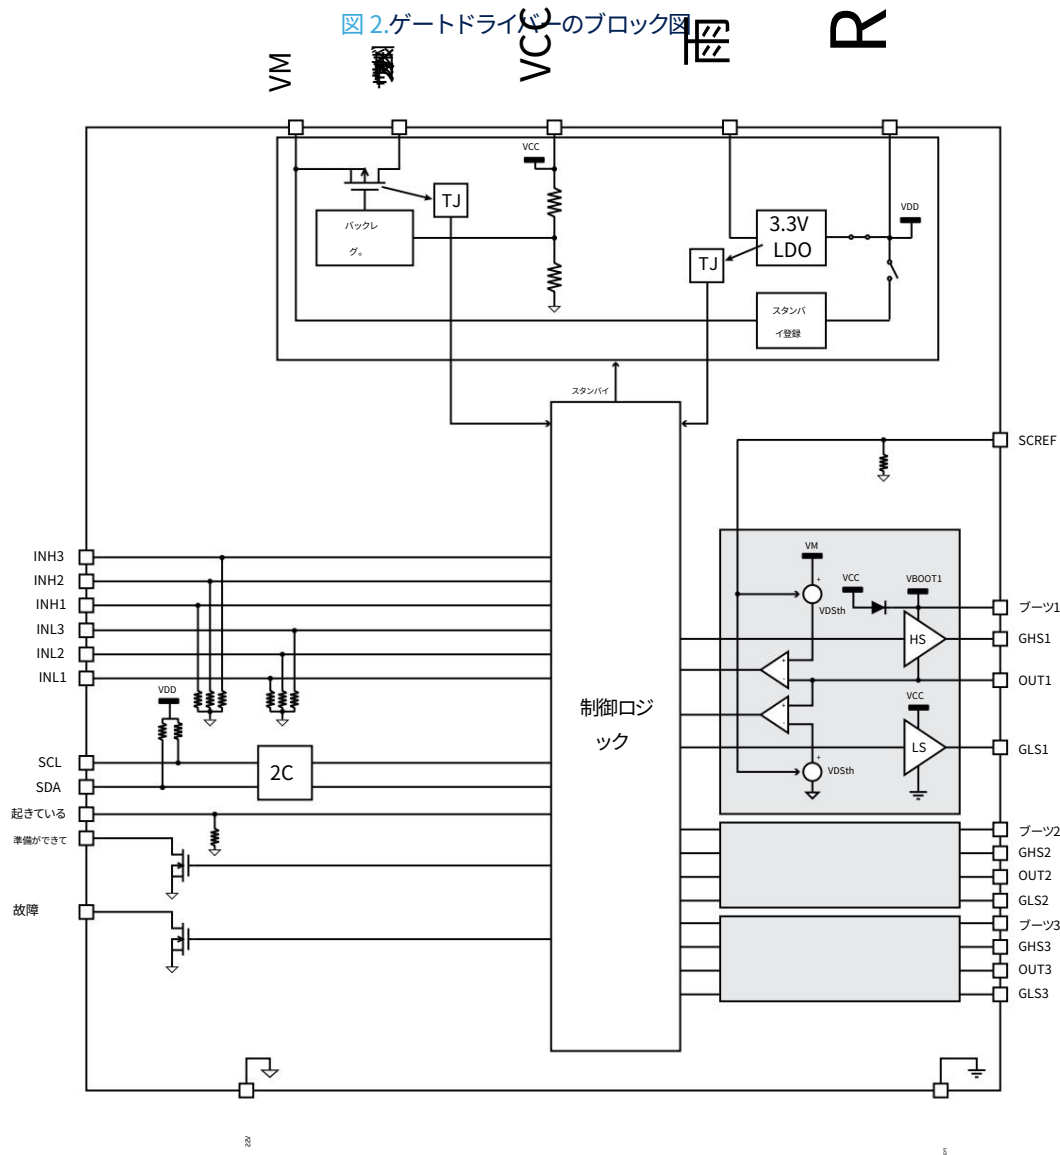 図 2.ゲートドライバーのブロック図
VM
VCC
雨
R
VCC
TJ
バックレ
グ。
VDD
3.3V
LDO
TJ
スタンバ
イ登録
スタンバイ
SCREF
INH3
INH2
INH1
INL3
INL2
INL1
VDD
SCL
SDA
2C
起きている
準備ができて
故障
制御ロジ
ック
VM
+
VDSth
VCC
VBOOT1
HS
VCC
LS
+
VDSth
ブーツ1
GHS1
OUT1
GLS1
ブーツ2
GHS2
OUT2
GLS2
ブーツ3
GHS3
OUT3
GLS3